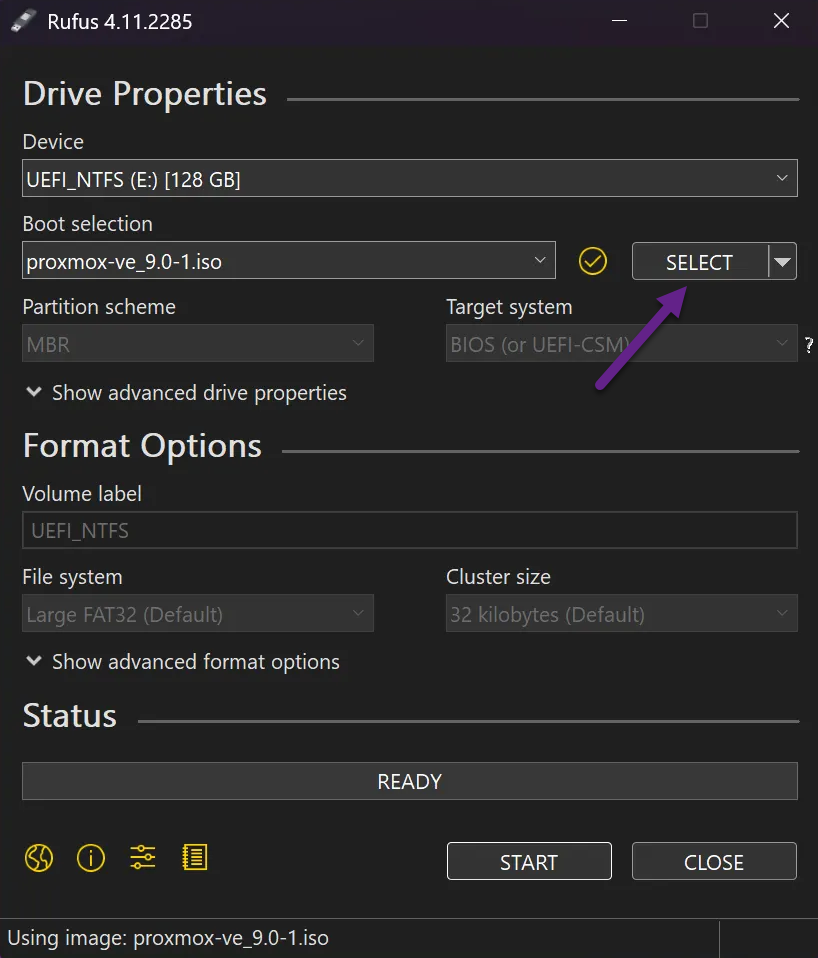 Rufus 4.11.2285
Drive Properties
Device
UEFI_NTFS (E:) [128 GB]
Boot selection
proxmox-ve_9.0-1.iso
SELECT
Partition scheme
Target system
MBR
BIOS (or UEFI-CSM)
?
Show advanced drive properties
Format Options
Volume label
UEFI_NTFS
File system
Cluster size
Large FAT32 (Default)
32 kilobytes (Default)
Show advanced format options
Status
READY
START
CLOSE
Using image: proxmox-ve_9.0-1.iso